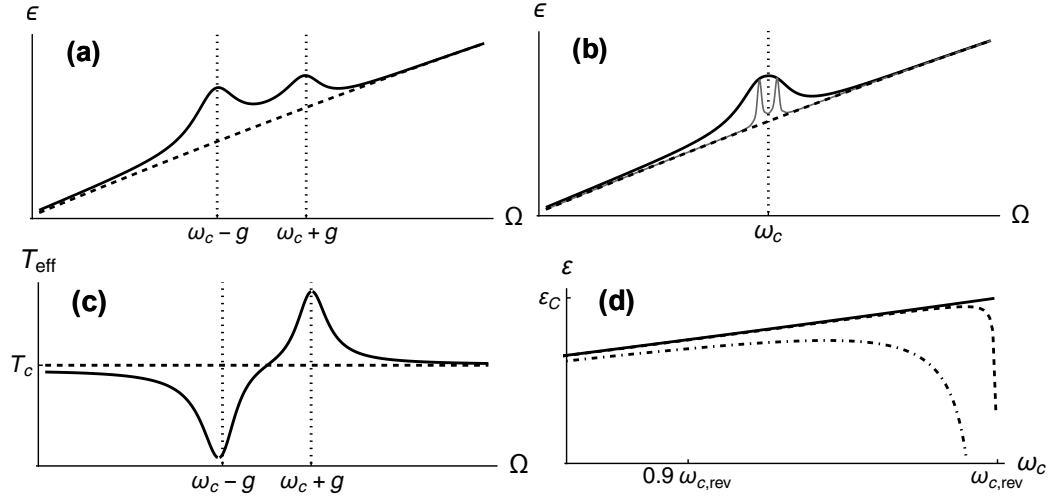 ϵ
(a)
Ω
ω_c − g
ω_c + g
ϵ
(b)
Ω
ω_c
T_eff
(c)
T_c
Ω
ω_c − g
ω_c + g
ε
ε_C
(d)
0.9 ω_c,rev
ω_c,rev
ω_c